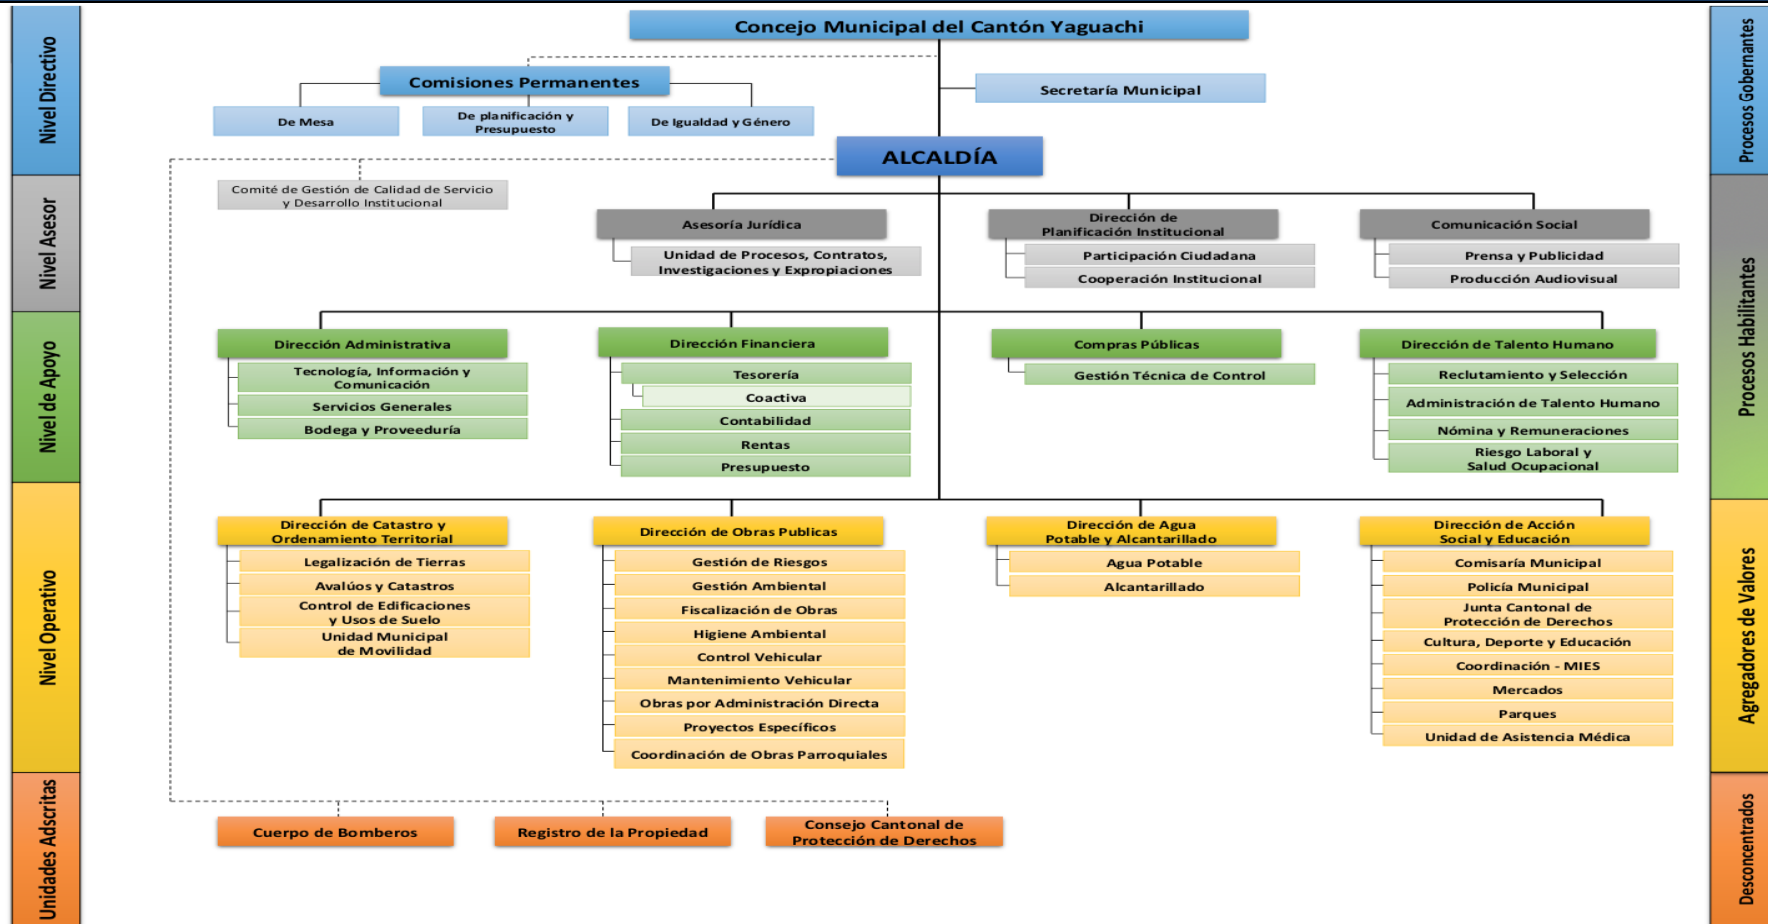 Concejo Municipal del Cantón Yaguachi
Nivel Directivo
Procesos Gobernantes
Comisiones Permanentes
Secretaría Municipal
De Mesa
De planificación y
Presupuesto
De Igualdad y Género
ALCALDÍA
Comité de Gestión de Calidad de Servicio
y Desarrollo Institucional
Nivel Asesor
Procesos Habilitantes
Asesoría Jurídica
Unidad de Procesos, Contratos,
Investigaciones y Expropiaciones
Dirección de
Planificación Institucional
Participación Ciudadana
Cooperación Institucional
Comunicación Social
Prensa y Publicidad
Producción Audiovisual
Nivel de Apoyo
Dirección Administrativa
Tecnología, Información y
Comunicación
Servicios Generales
Bodega y Proveeduría
Dirección Financiera
Tesorería
Coactiva
Contabilidad
Rentas
Presupuesto
Compras Públicas
Gestión Técnica de Control
Dirección de Talento Humano
Reclutamiento y Selección
Administración de Talento Humano
Nómina y Remuneraciones
Riesgo Laboral y
Salud Ocupacional
Nivel Operativo
Agregadores de Valores
Dirección de Catastro y
Ordenamiento Territorial
Legalización de Tierras
Avalúos y Catastros
Control de Edificaciones
y Usos de Suelo
Unidad Municipal
de Movilidad
Dirección de Obras Publicas
Gestión de Riesgos
Gestión Ambiental
Fiscalización de Obras
Higiene Ambiental
Control Vehicular
Mantenimiento Vehicular
Obras por Administración Directa
Proyectos Específicos
Coordinación de Obras Parroquiales
Dirección de Agua
Potable y Alcantarillado
Agua Potable
Alcantarillado
Dirección de Acción
Social y Educación
Comisaría Municipal
Policía Municipal
Junta Cantonal de
Protección de Derechos
Cultura, Deporte y Educación
Coordinación - MIES
Mercados
Parques
Unidad de Asistencia Médica
Unidades Adscritas
Desconcentrados
Cuerpo de Bomberos
Registro de la Propiedad
Consejo Cantonal de
Protección de Derechos